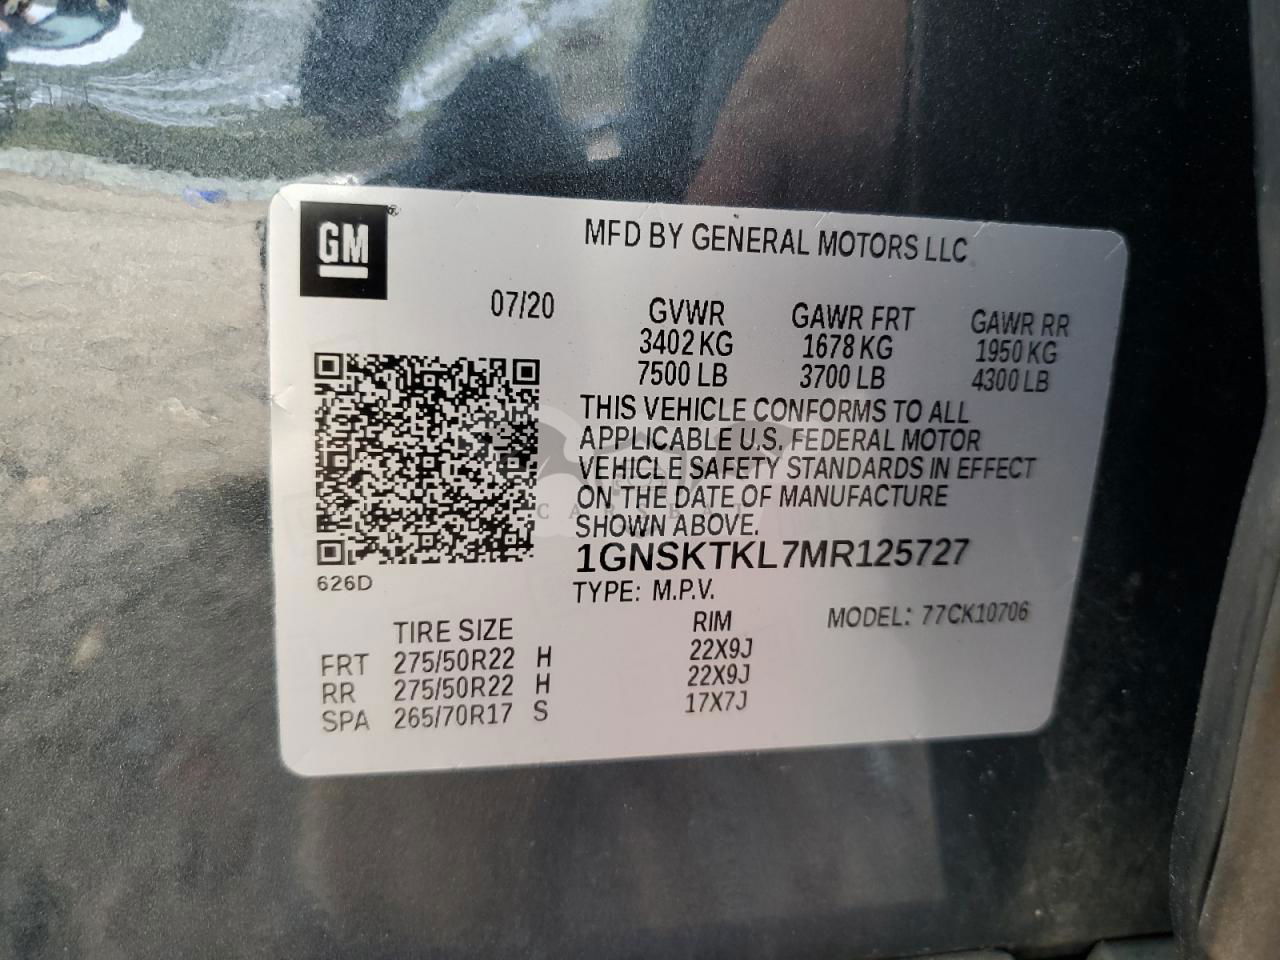 GM
MFD BY GENERAL MOTORS LLC
07/20 GVWR GAWR FRT GAWR RR
3402 KG 1678 KG 1950 KG
7500 LB 3700 LB 4300 LB
THIS VEHICLE CONFORMS TO ALL
APPLICABLE U.S. FEDERAL MOTOR
VEHICLE SAFETY STANDARDS IN EFFECT
ON THE DATE OF MANUFACTURE
SHOWN ABOVE.
1GNSKTKL7MR125727
626D
TYPE: M.P.V.
MODEL: 77CK10706
TIRE SIZE RIM
FRT 275/50R22 H 22X9J
RR 275/50R22 H 22X9J
SPA 265/70R17 S 17X7J